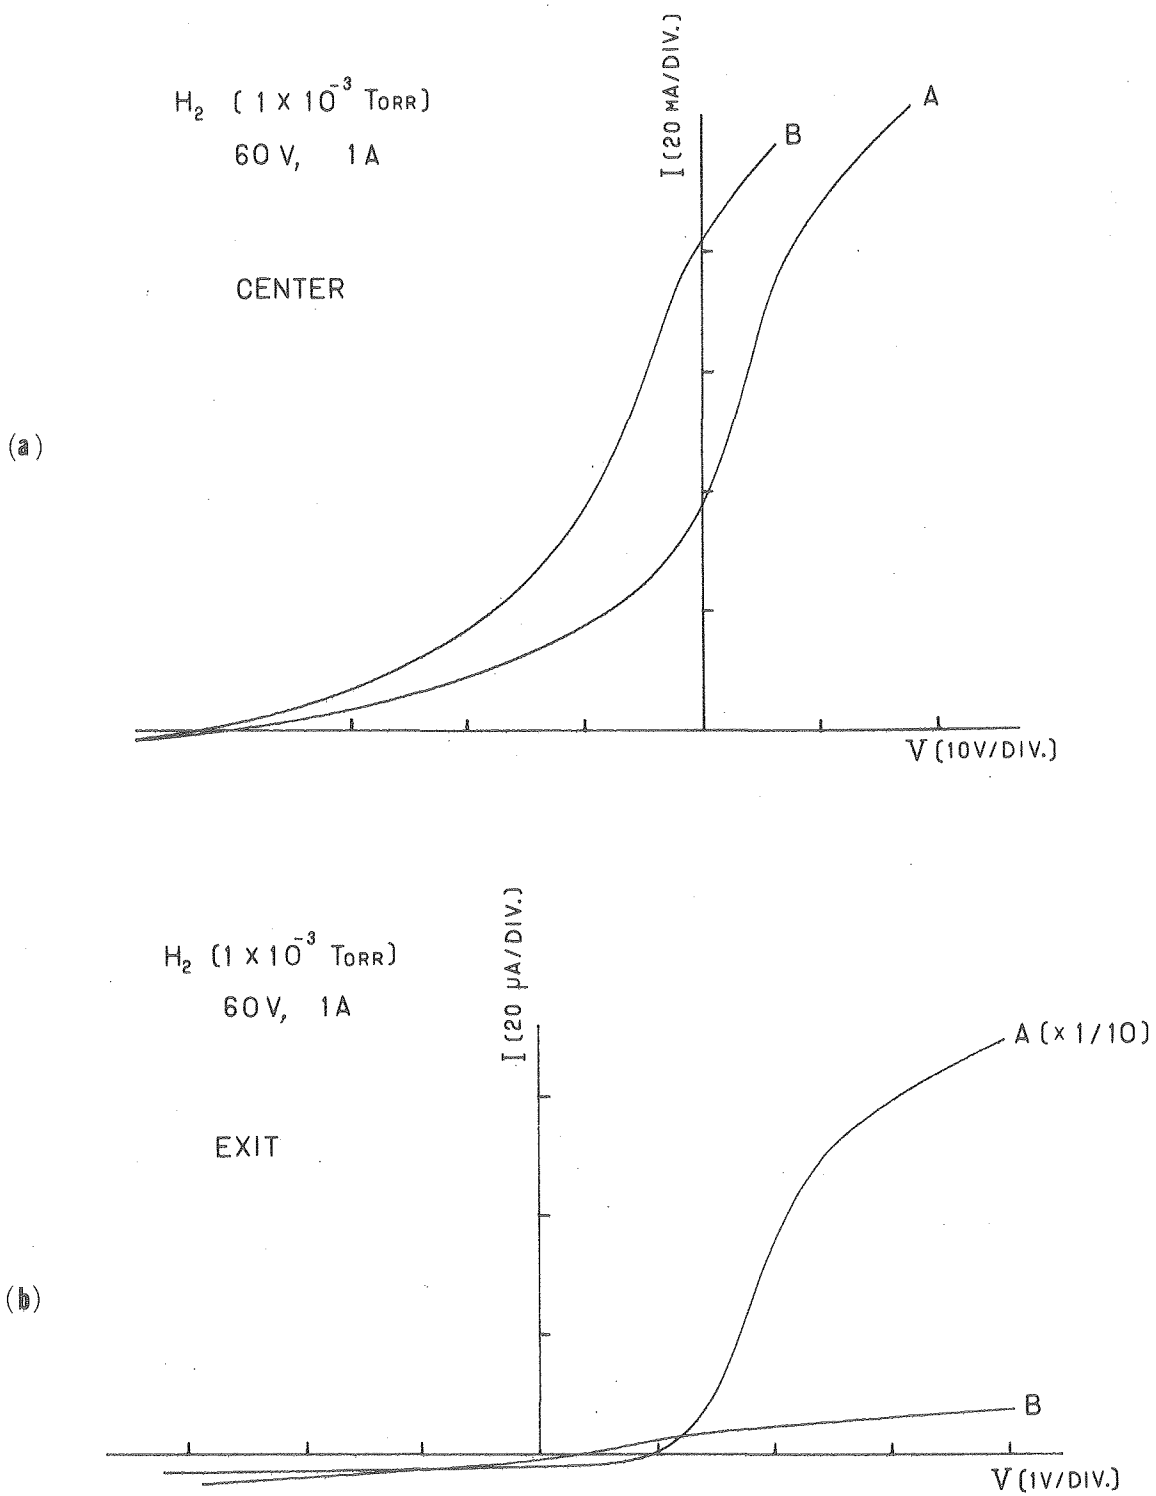 I (20 MA/DIV.)
H₂ (1 X 10⁻³ TORR)
60 V, 1 A
A
B
CENTER
(a)
V (10V/DIV.)
I (20 µA/DIV.)
H₂ (1 X 10⁻³ TORR)
60 V, 1A
A (x 1/10)
EXIT
(b)
B
V (1V/DIV.)